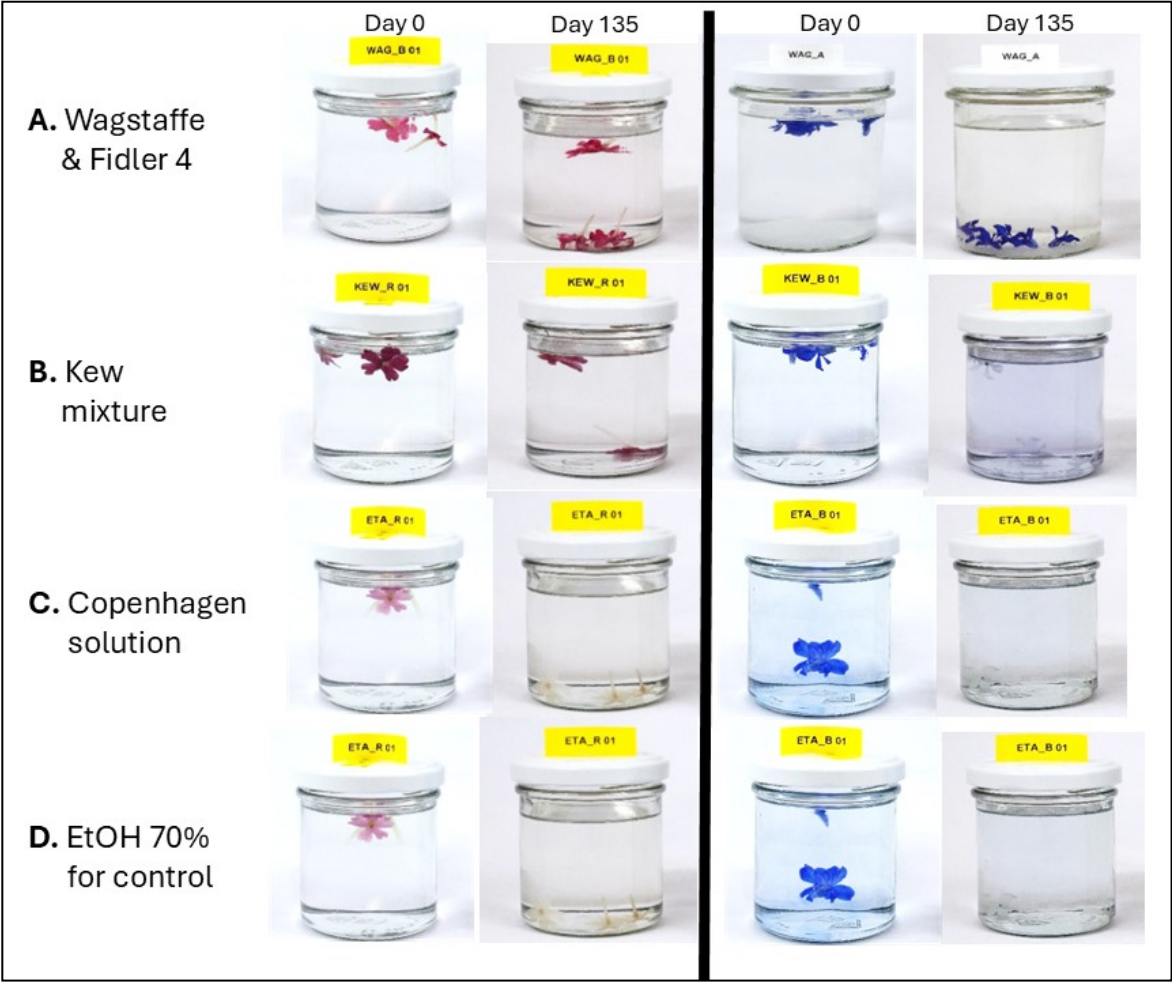 Day 0
Day 135
Day 0
Day 135
A. Wagstaffe
& Fidler 4
WAG_B 01
WAG_B 01
WAG_A
WAG_A
B. Kew
mixture
KEW_R 01
KEW_R 01
KEW_B 01
KEW_B 01
C. Copenhagen
solution
ETA_R 01
ETA_R 01
ETA_B 01
ETA_B 01
D. EtOH 70%
for control
ETA_R 01
ETA_R 01
ETA_B 01
ETA_B 01